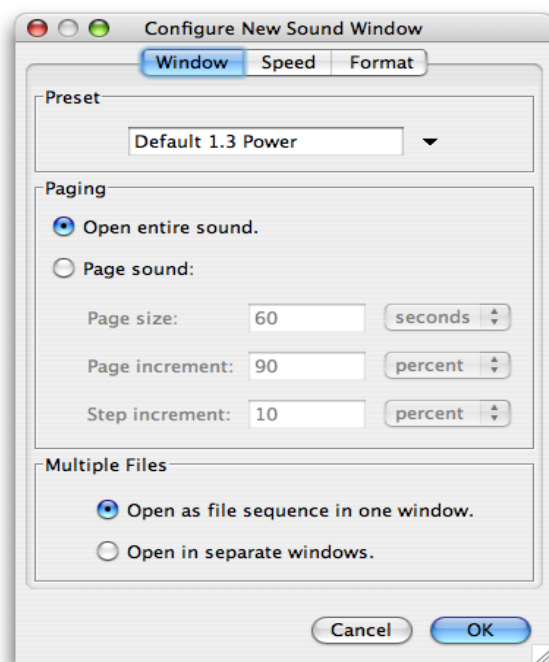 Configure New Sound Window
Window Speed Format
Preset
Default 1.3 Power
Paging
Open entire sound.
Page sound:
Page size: 60 seconds
Page increment: 90 percent
Step increment: 10 percent
Multiple Files
Open as file sequence in one window.
Open in separate windows.
Cancel OK